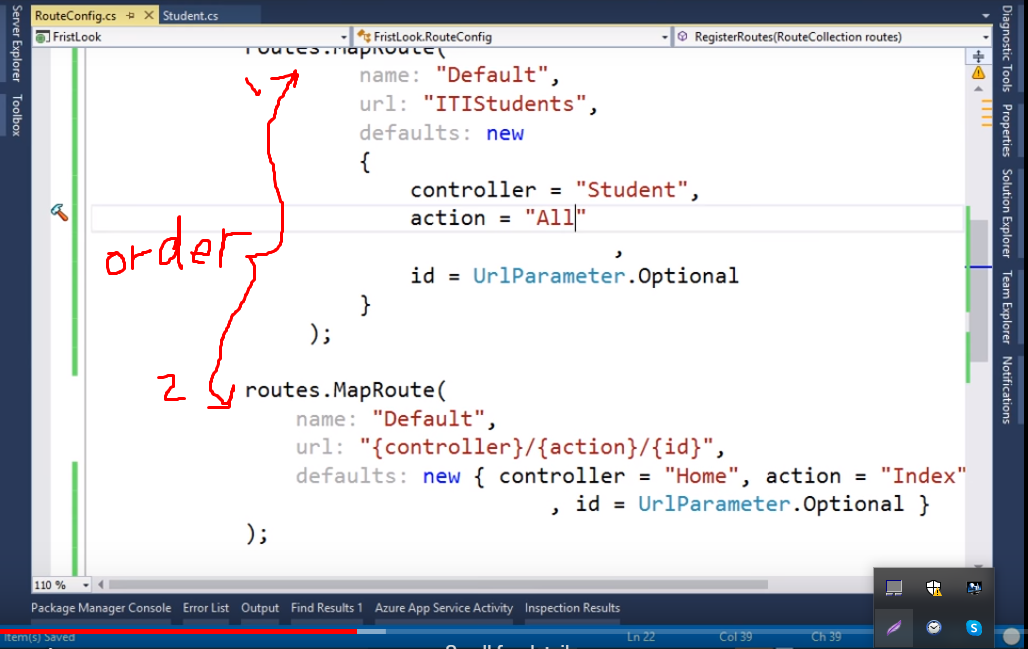 RouteConfig.cs
Student.cs
FristLook
FristLook.RouteConfig
RegisterRoutes(RouteCollection routes)
Server Explorer
Toolbox
routes.MapRoute(
name: "Default",
url: "ITIStudents",
defaults: new
{
controller = "Student",
action = "All"
,
id = UrlParameter.Optional
}
);
order
2
routes.MapRoute(
name: "Default",
url: "{controller}/{action}/{id}",
defaults: new { controller = "Home", action = "Index"
, id = UrlParameter.Optional }
);
Diagnostic Tools
Properties
Solution Explorer
Team Explorer
Notifications
110 %
Package Manager Console Error List Output Find Results 1 Azure App Service Activity Inspection Results
Item(s) Saved
Ln 22 Col 39 Ch 39